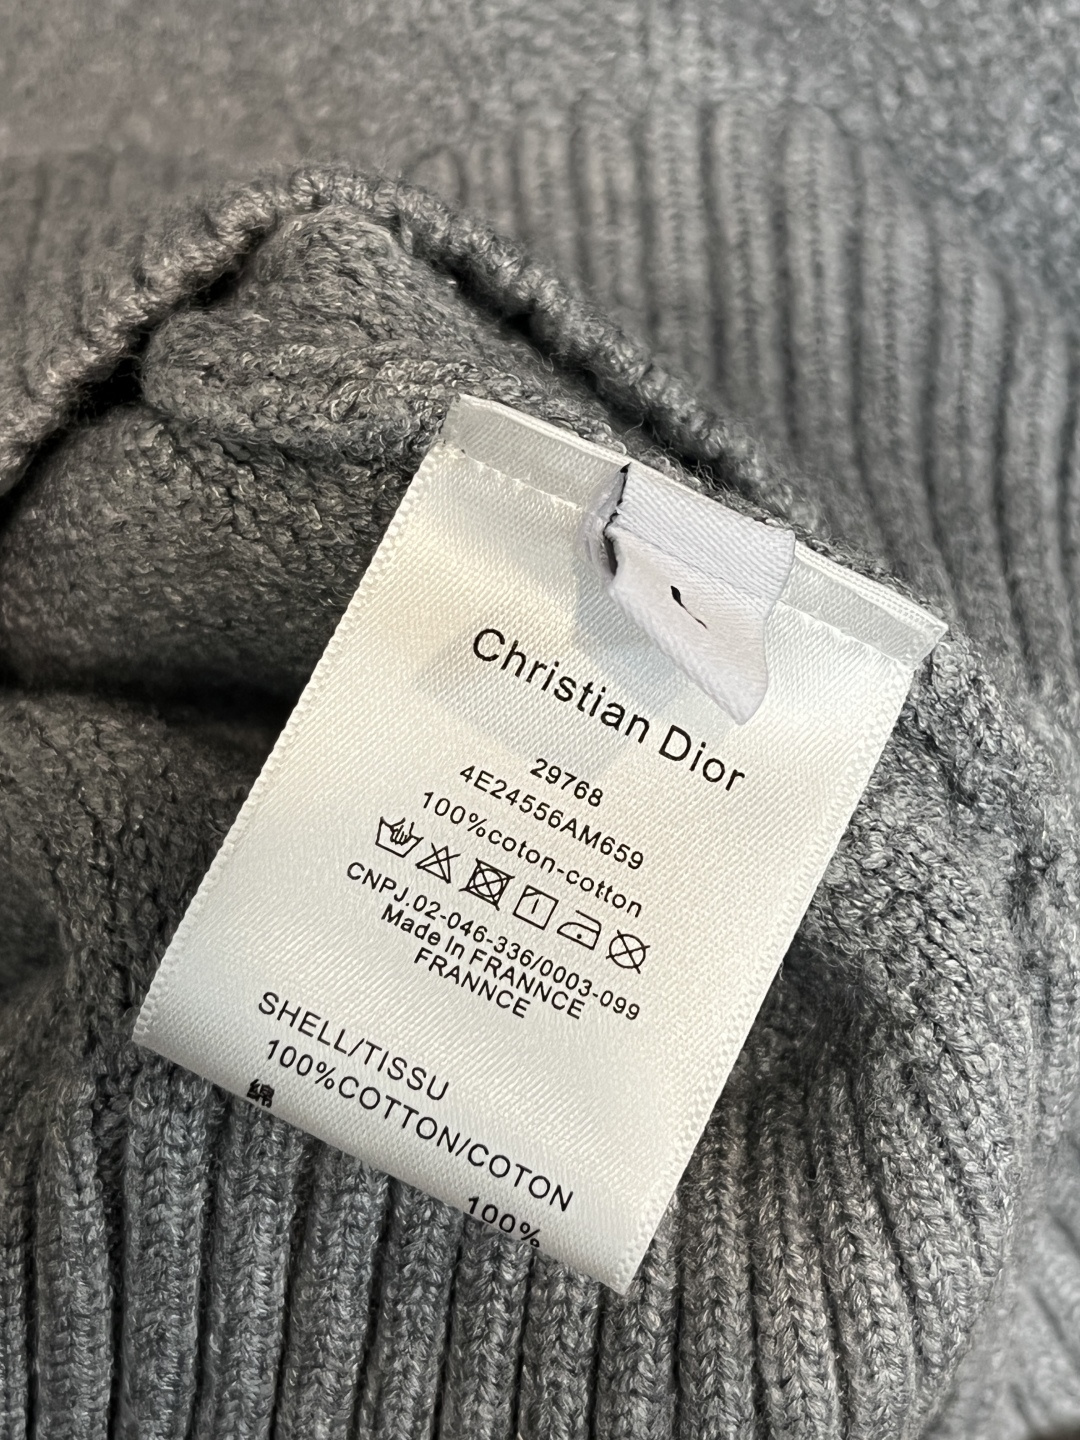 Christian Dior
29768
4E24556AM659
100%coton-cotton
CNPJ.02-046-336/0003-099
Made In FRANNCE
FRANNCE
SHELL/TISSU
100%COTTON/COTON
綿 100%